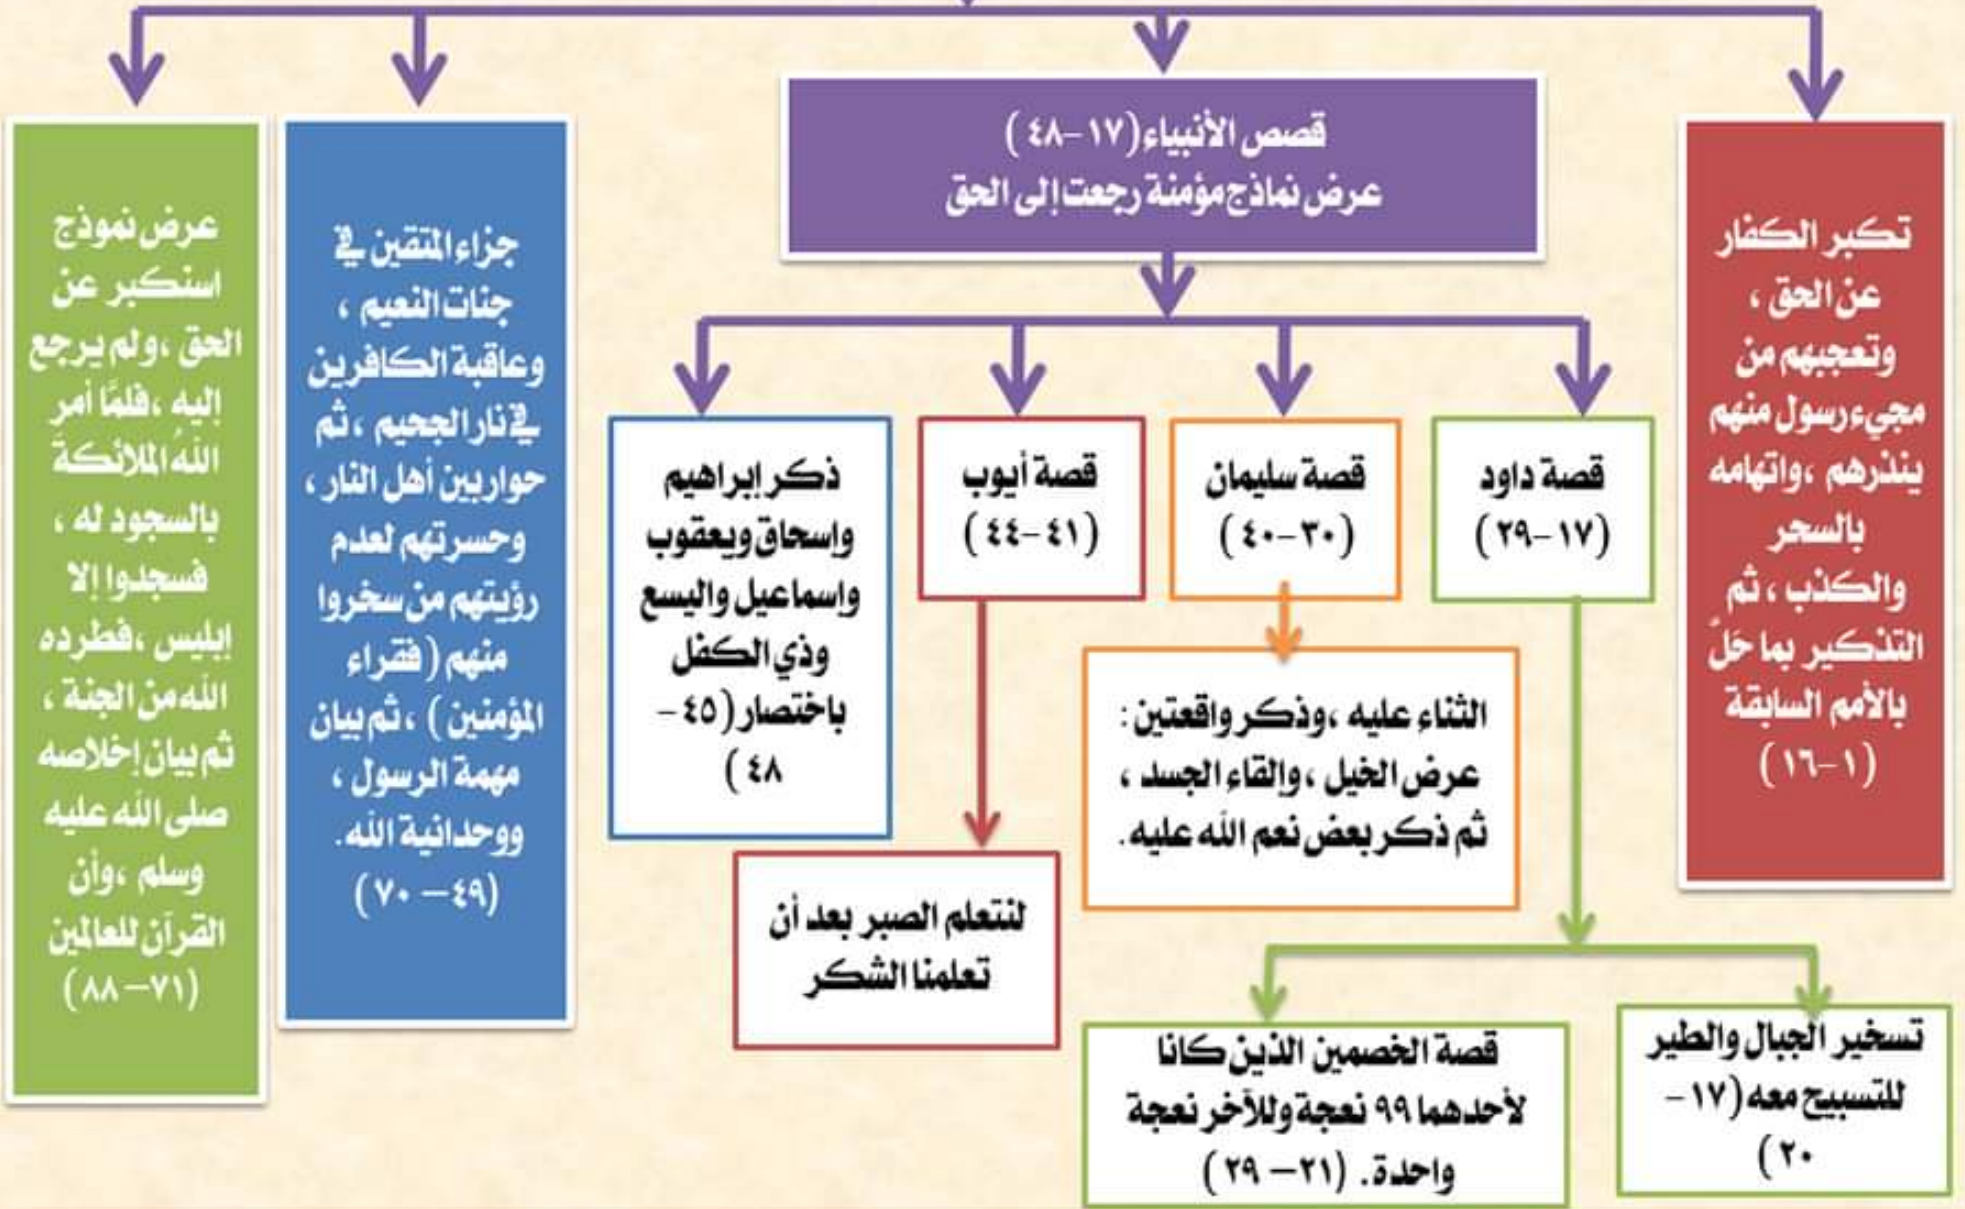 تكبر الكفار
عن الحق ،
وتعجبهم من
مجيء رسول منهم
ينذرهم ،واتهامه
بالسحر
والكذب ، ثم
التذكير بما حَلَّ
بالأمم السابقة
(١-١٦)
قصص الأنبياء(١٧-٤٨)
عرض نماذج مؤمنة رجعت إلى الحق
قصة داود
(١٧-٢٩)
تسخير الجبال والطير
للتسبيح معه(١٧-
٢٠)
قصة الخصمين الذين كانا
لأحدهما ٩٩ نعجة وللآخر نعجة
واحدة. (٢١-٢٩)
قصة سليمان
(٣٠-٤٠)
الثناء عليه ،وذكر واقعتين:
عرض الخيل ،وإلقاء الجسد ،
ثم ذكر بعض نعم الله عليه.
قصة أيوب
(٤١-٤٤)
لنتعلم الصبر بعد أن
تعلمنا الشكر
ذكر إبراهيم
وإسحاق ويعقوب
وإسماعيل واليسع
وذي الكفل
باختصار(٤٥-
٤٨)
جزاء المتقين في
جنات النعيم ،
وعاقبة الكافرين
في نار الجحيم ، ثم
حوار بين أهل النار ،
وحسرتهم لعدم
رؤيتهم من سخروا
منهم (فقراء
المؤمنين) ،ثم بيان
مهمة الرسول ،
ووحدانية الله.
(٤٩-٧٠)
عرض نموذج
استكبر عن
الحق ،ولم يرجع
إليه ،فلمَّا أمر
اللهُ الملائكةَ
بالسجود له ،
فسجدوا إلا
إبليس ،فطرده
الله من الجنة ،
ثم بيان إخلاصه
صلى الله عليه
وسلم ،وأن
القرآن للعالمين
(٧١-٨٨)